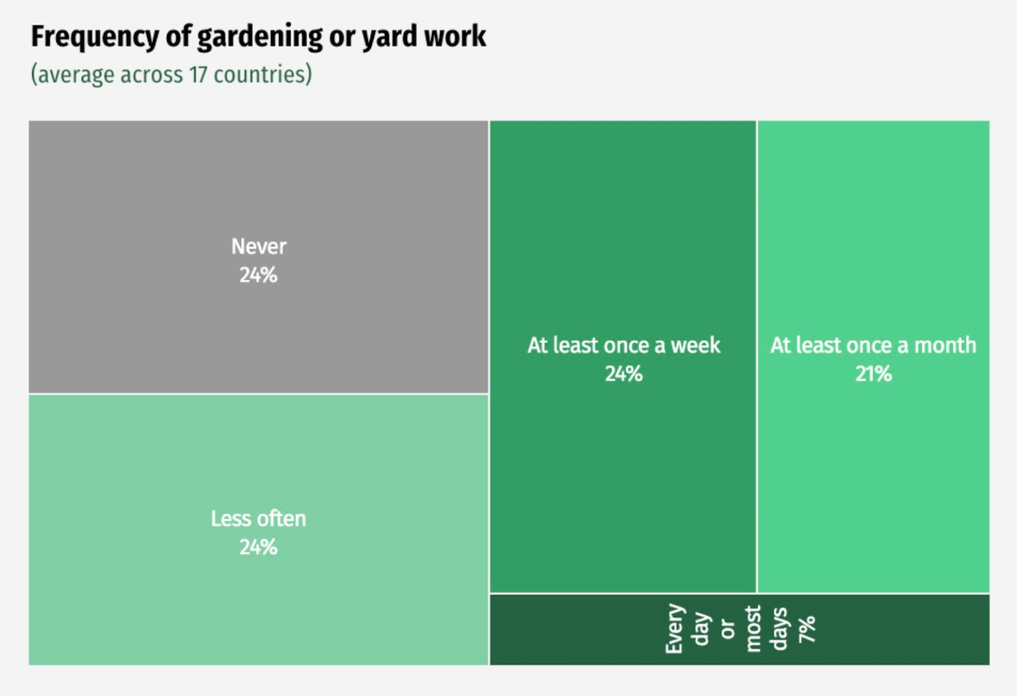 Frequency of gardening or yard work
(average across 17 countries)
Never
24%
Less often
24%
At least once a week
24%
At least once a month
21%
Every
day
or
most
days
7%